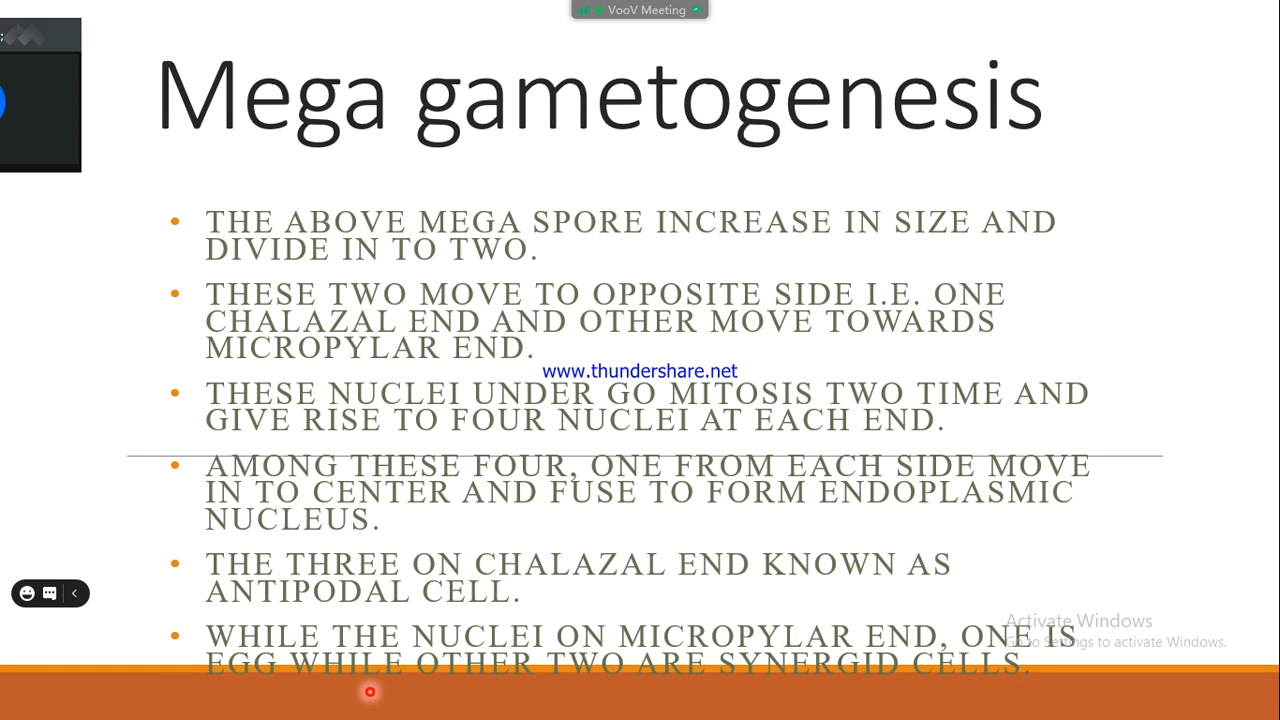 VooV Meeting
Mega gametogenesis
THE ABOVE MEGA SPORE INCREASE IN SIZE AND
DIVIDE IN TO TWO.
THESE TWO MOVE TO OPPOSITE SIDE I.E. ONE
CHALAZAL END AND OTHER MOVE TOWARDS
MICROPYLAR END.
www.thundershare.net
THESE NUCLEI UNDER GO MITOSIS TWO TIME AND
GIVE RISE TO FOUR NUCLEI AT EACH END.
AMONG THESE FOUR, ONE FROM EACH SIDE MOVE
IN TO CENTER AND FUSE TO FORM ENDOPLASMIC
NUCLEUS.
THE THREE ON CHALAZAL END KNOWN AS
ANTIPODAL CELL.
WHILE THE NUCLEI ON MICROPYLAR END, ONE IS
EGG WHILE OTHER TWO ARE SYNERGID CELLS.
Activate Windows
Go to Settings to activate Windows.